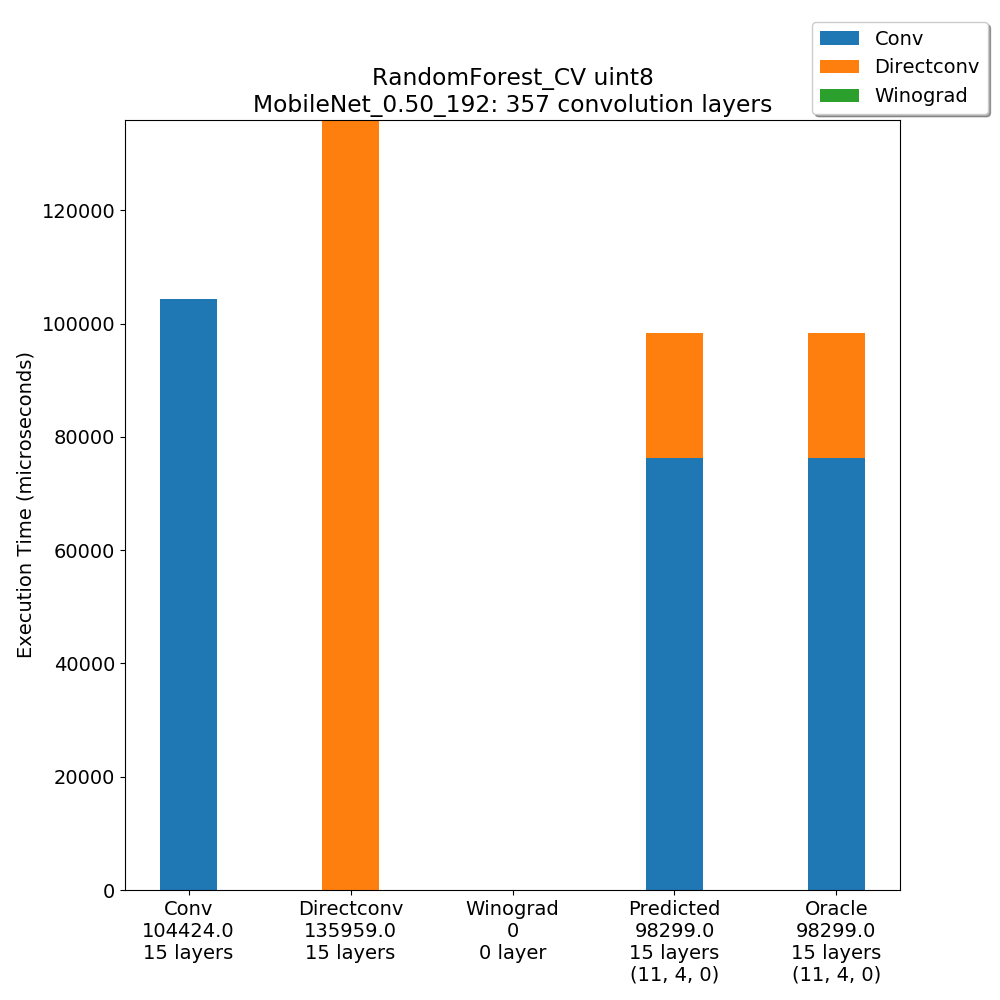 Conv
Directconv
Winograd
RandomForest_CV uint8
MobileNet_0.50_192: 357 convolution layers
Execution Time (microseconds)
120000
100000
80000
60000
40000
20000
0
Conv
104424.0
15 layers
Directconv
135959.0
15 layers
Winograd
0
0 layer
Predicted
98299.0
15 layers
(11, 4, 0)
Oracle
98299.0
15 layers
(11, 4, 0)